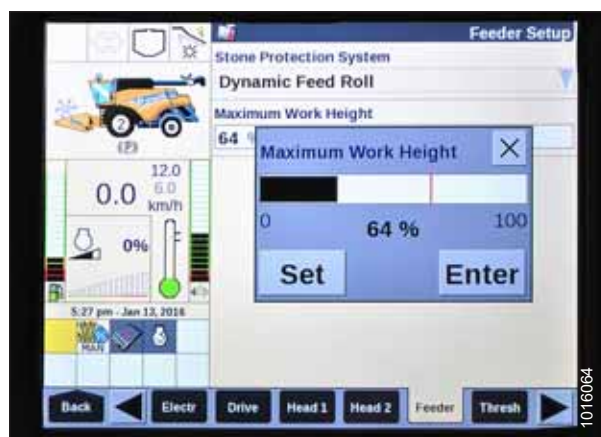 Feeder Setup
Stone Protection System
Dynamic Feed Roll
Maximum Work Height
64
Maximum Work Height
0
64 %
100
Set
Enter
2
(P)
12.0
0.0
6.0
km/h
0%
5:27 pm - Jan 13, 2016
MAN
Back
Electr
Drive
Head 1
Head 2
Feeder
Thresh
1016064